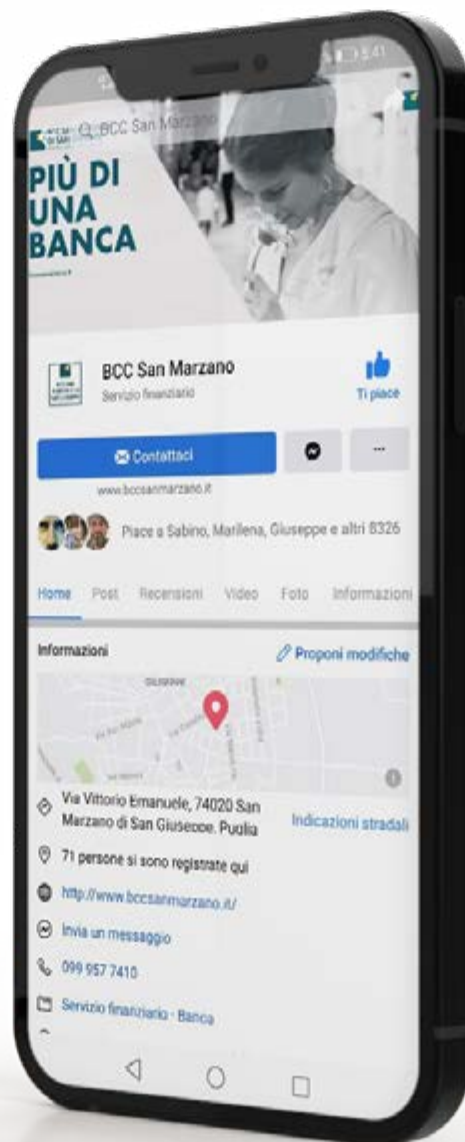 8:41
BCC San Marzano
PIÙ DI
UNA
BANCA
BCC San Marzano
Servizio finanziario
Ti piace
Contattaci
www.bccsanmarzano.it
Piace a Sabino, Marilena, Giuseppe e altri 8326
Home Post Recensioni Video Foto Informazioni
Informazioni
Proponi modifiche
Via Vittorio Emanuele, 74020 San
Marzano di San Giuseppe. Puglia
Indicazioni stradali
71 persone si sono registrate qui
http://www.bccsanmarzano.it/
Invia un messaggio
099 957 7410
Servizio finanziario · Banca